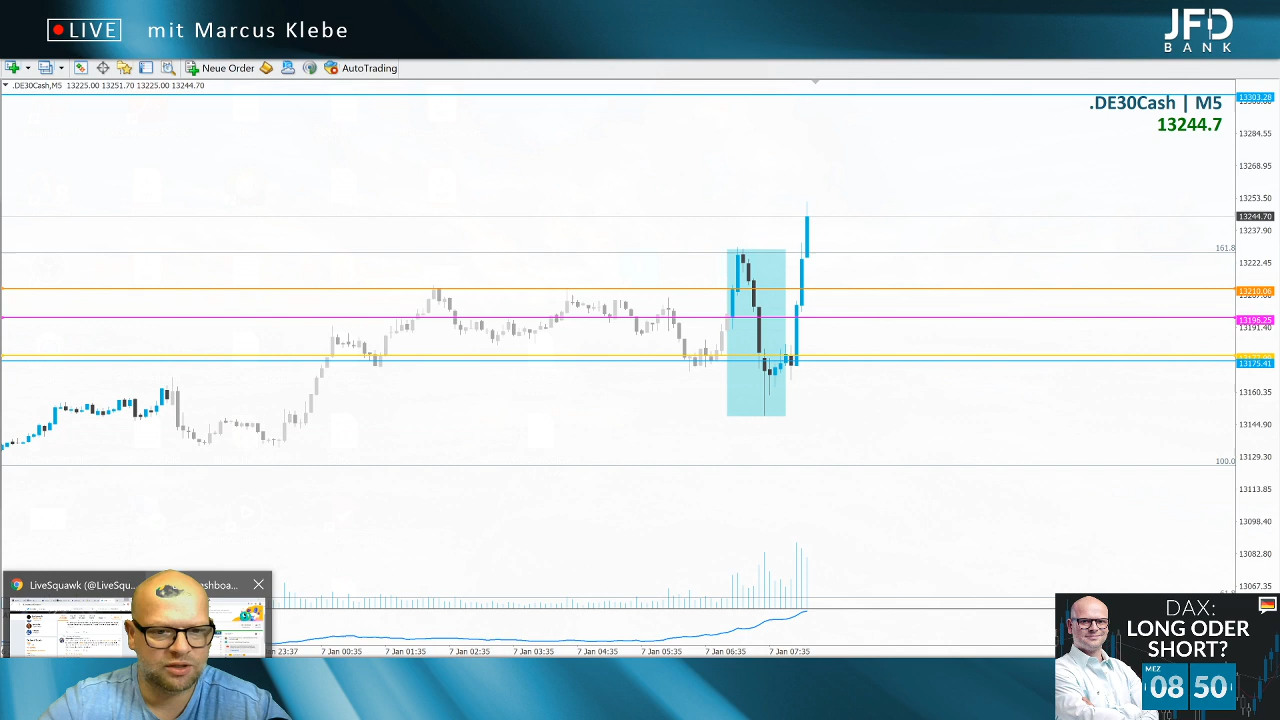 LIVE mit Marcus Klebe
JFD
BANK
Neue Order AutoTrading
.DE30Cash,M5 13225.00 13251.70 13225.00 13244.70
.DE30Cash | M5
13244.7
13303.28
13284.55
13268.95
13253.50
13244.70
13237.90
161.8
13222.45
13210.06
13196.25
13191.40
13175.41
13160.35
13144.90
13129.30
100.0
13113.85
13098.40
13082.80
13067.35
LiveSquawk (@LiveSqu...
23:37 7 Jan 01:35 7 Jan 02:35 7 Jan 03:35 7 Jan 04:35 7 Jan 05:35 7 Jan 06:35 7 Jan 07:35
DAX:
LONG ODER
SHORT?
MEZ
08 50